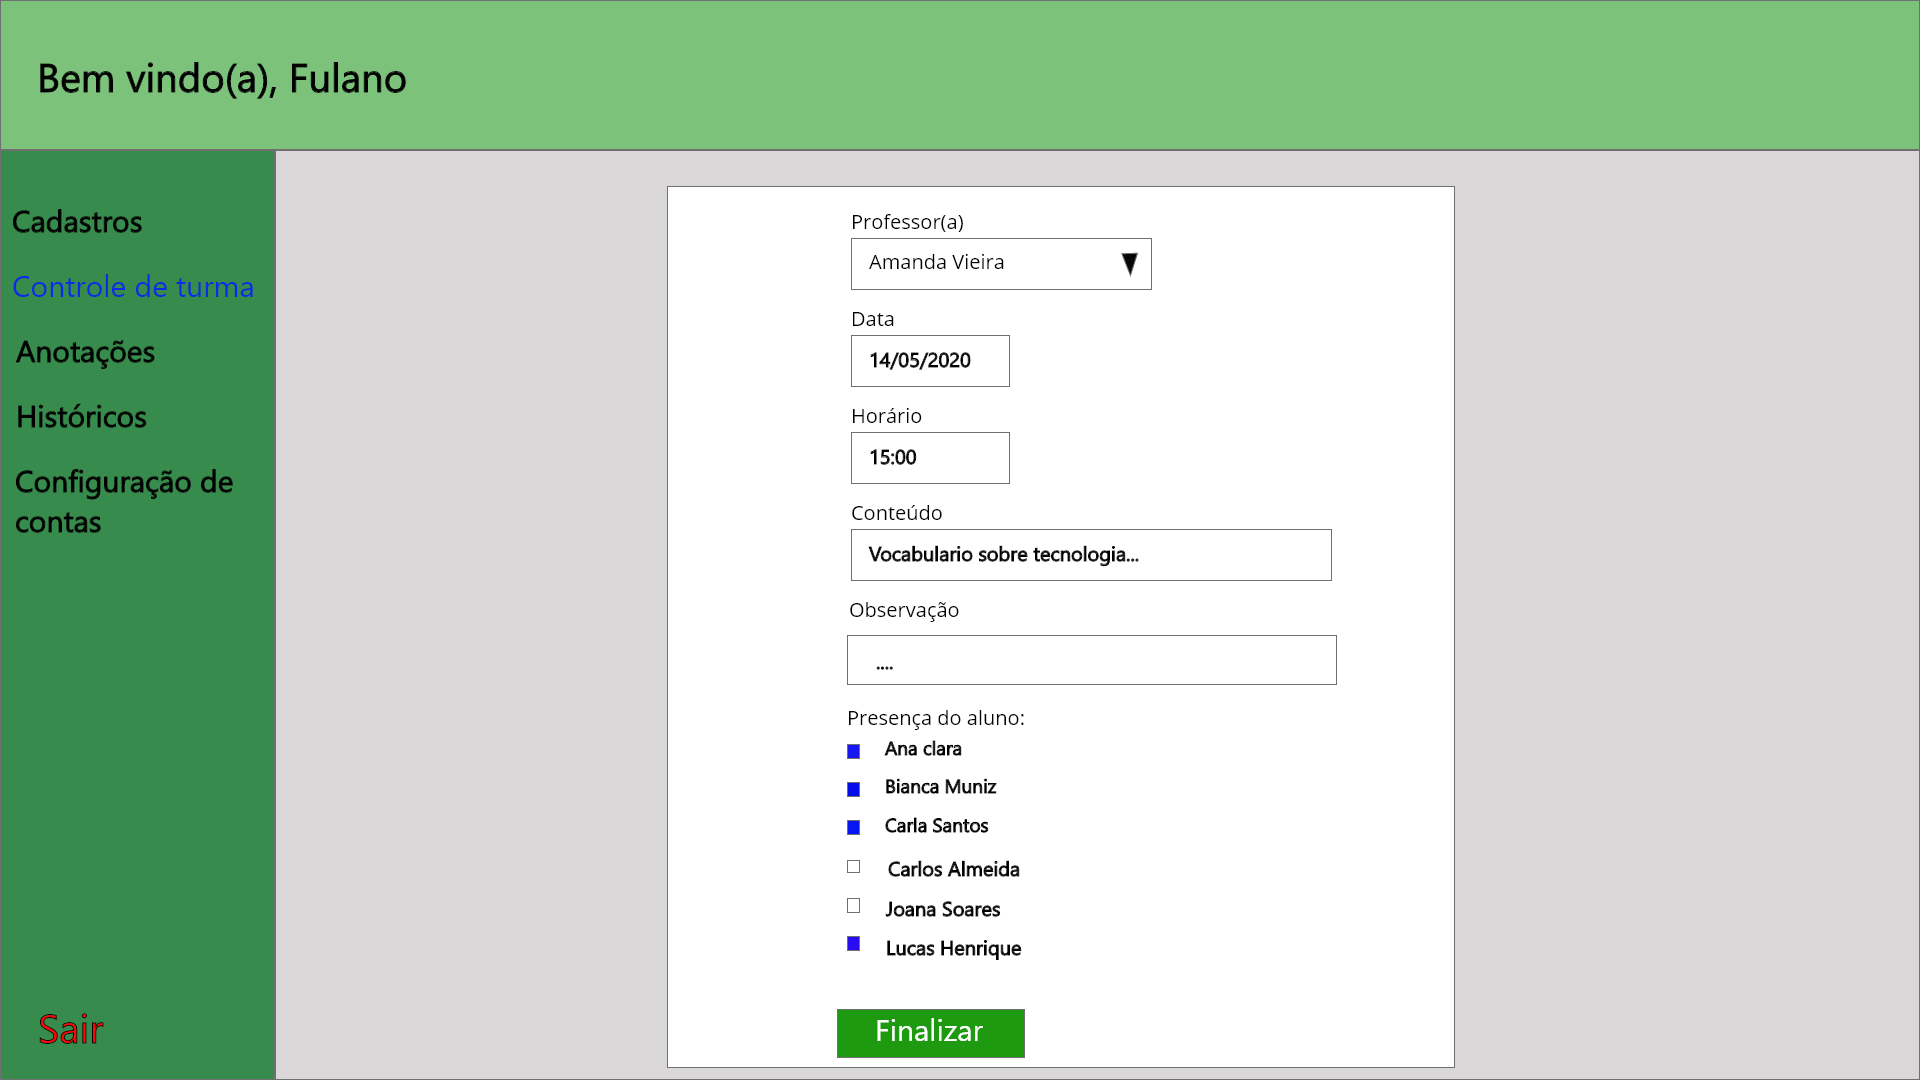 Bem vindo(a), Fulano
Cadastros
Controle de turma
Anotações
Históricos
Configuração de
contas
Sair
Professor(a)
Amanda Vieira
Data
14/05/2020
Horário
15:00
Conteúdo
Vocabulario sobre tecnologia...
Observação
....
Presença do aluno:
Ana clara
Bianca Muniz
Carla Santos
Carlos Almeida
Joana Soares
Lucas Henrique
Finalizar